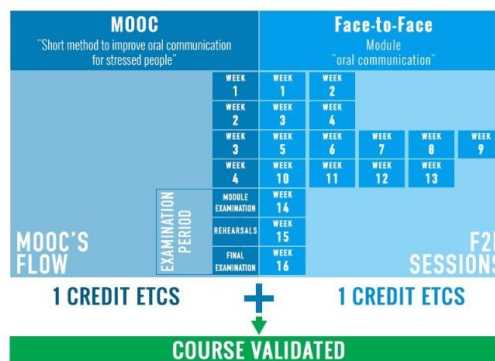 MOOC
"Short method to improve oral communication
for stressed people"
Face-to-Face
Module
"oral communication"
WEEK 1 WEEK 1 WEEK 2
WEEK 2 WEEK 3 WEEK 4
WEEK 3 WEEK 5 WEEK 6 WEEK 7 WEEK 8 WEEK 9
WEEK 4 WEEK 10 WEEK 11 WEEK 12 WEEK 13
EXAMINATION
PERIOD
MODULE
EXAMINATION
WEEK 14
REHEARSALS
WEEK 15
FINAL
EXAMINATION
WEEK 16
MOOC'S
FLOW
SESSIONS
1 CREDIT ETCS + 1 CREDIT ETCS
COURSE VALIDATED